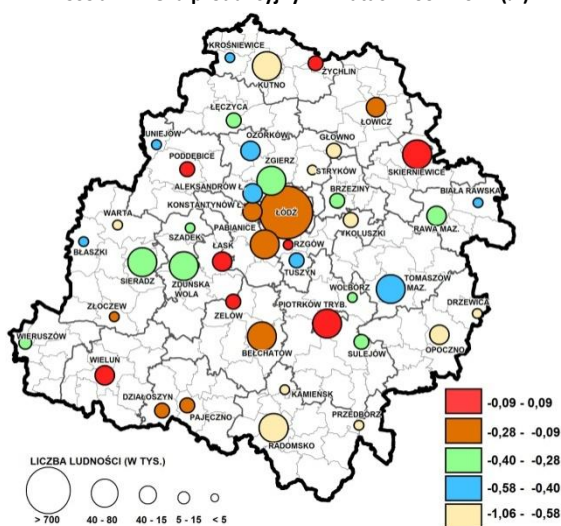 KROŚNIEWICE
KUTNO
ŻYCHLIN
ŁĘCZYCA
ŁOWICZ
UNIEJÓW
OZORKÓW
GŁOWNO
PODDĘBICE
ZGIERZ
STRYKÓW
SKIERNIEWICE
ALEKSANDRÓW Ł.
BRZEZINY
BIAŁA RAWSKA
KONSTANTYNÓW Ł.
ŁÓDŹ
RAWA MAZ.
WARTA
SZADEK
PABIANICE
RZGÓW
KOLUSZKI
BŁASZKI
ŁASK
TUSZYN
SIERADZ
ZDUŃSKA
WOLA
WOLBÓRZ
TOMASZÓW
MAZ.
DRZEWICA
ZŁOCZEW
ZELÓW
PIOTRKÓW TRYB.
WIERUSZÓW
BEŁCHATÓW
SULEJÓW
OPOCZNO
WIELUŃ
DZIAŁOSZYN
PAJĘCZNO
KAMIEŃSK
PRZEDBÓRZ
RADOMSKO
LICZBA LUDNOŚCI (W TYS.)
> 700 40 - 80 40 - 15 5 - 15 < 5
-0,09 - 0,09
-0,28 - -0,09
-0,40 - -0,28
-0,58 - -0,40
-1,06 - -0,58